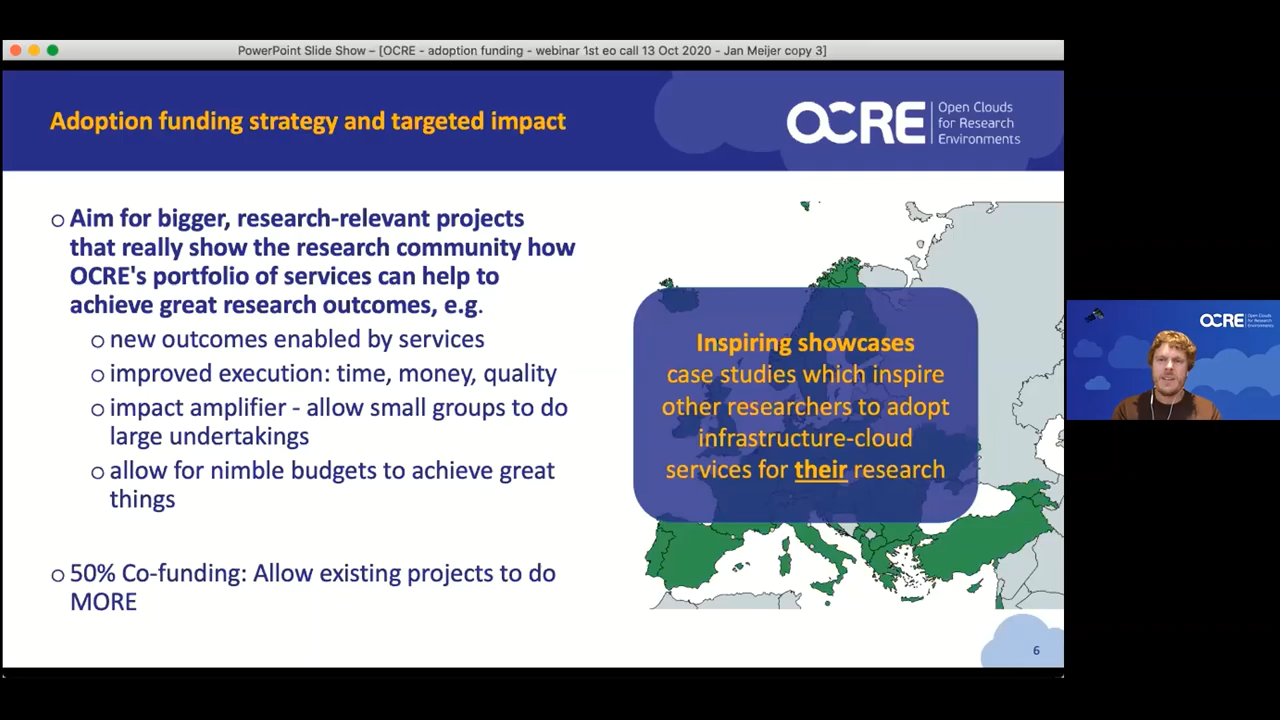 PowerPoint Slide Show – [OCRE - adoption funding - webinar 1st eo call 13 Oct 2020 - Jan Meijer copy 3]
Adoption funding strategy and targeted impact
OCRE
Open Clouds
for Research
Environments
Aim for bigger, research-relevant projects
that really show the research community how
OCRE's portfolio of services can help to
achieve great research outcomes, e.g.
new outcomes enabled by services
improved execution: time, money, quality
impact amplifier - allow small groups to do
large undertakings
allow for nimble budgets to achieve great
things
50% Co-funding: Allow existing projects to do
MORE
Inspiring showcases
case studies which inspire
other researchers to adopt
infrastructure-cloud
services for their research
6
OCRE
Open Clouds
for Research
Environments